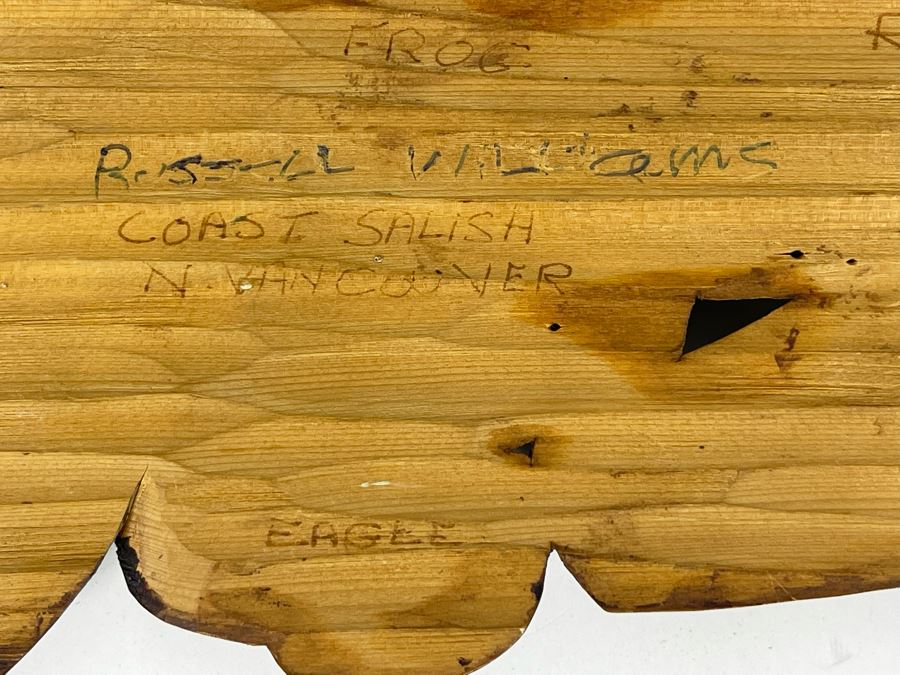 FROG
Russell Williams
COAST SALISH
N. VANCOUVER
EAGLE